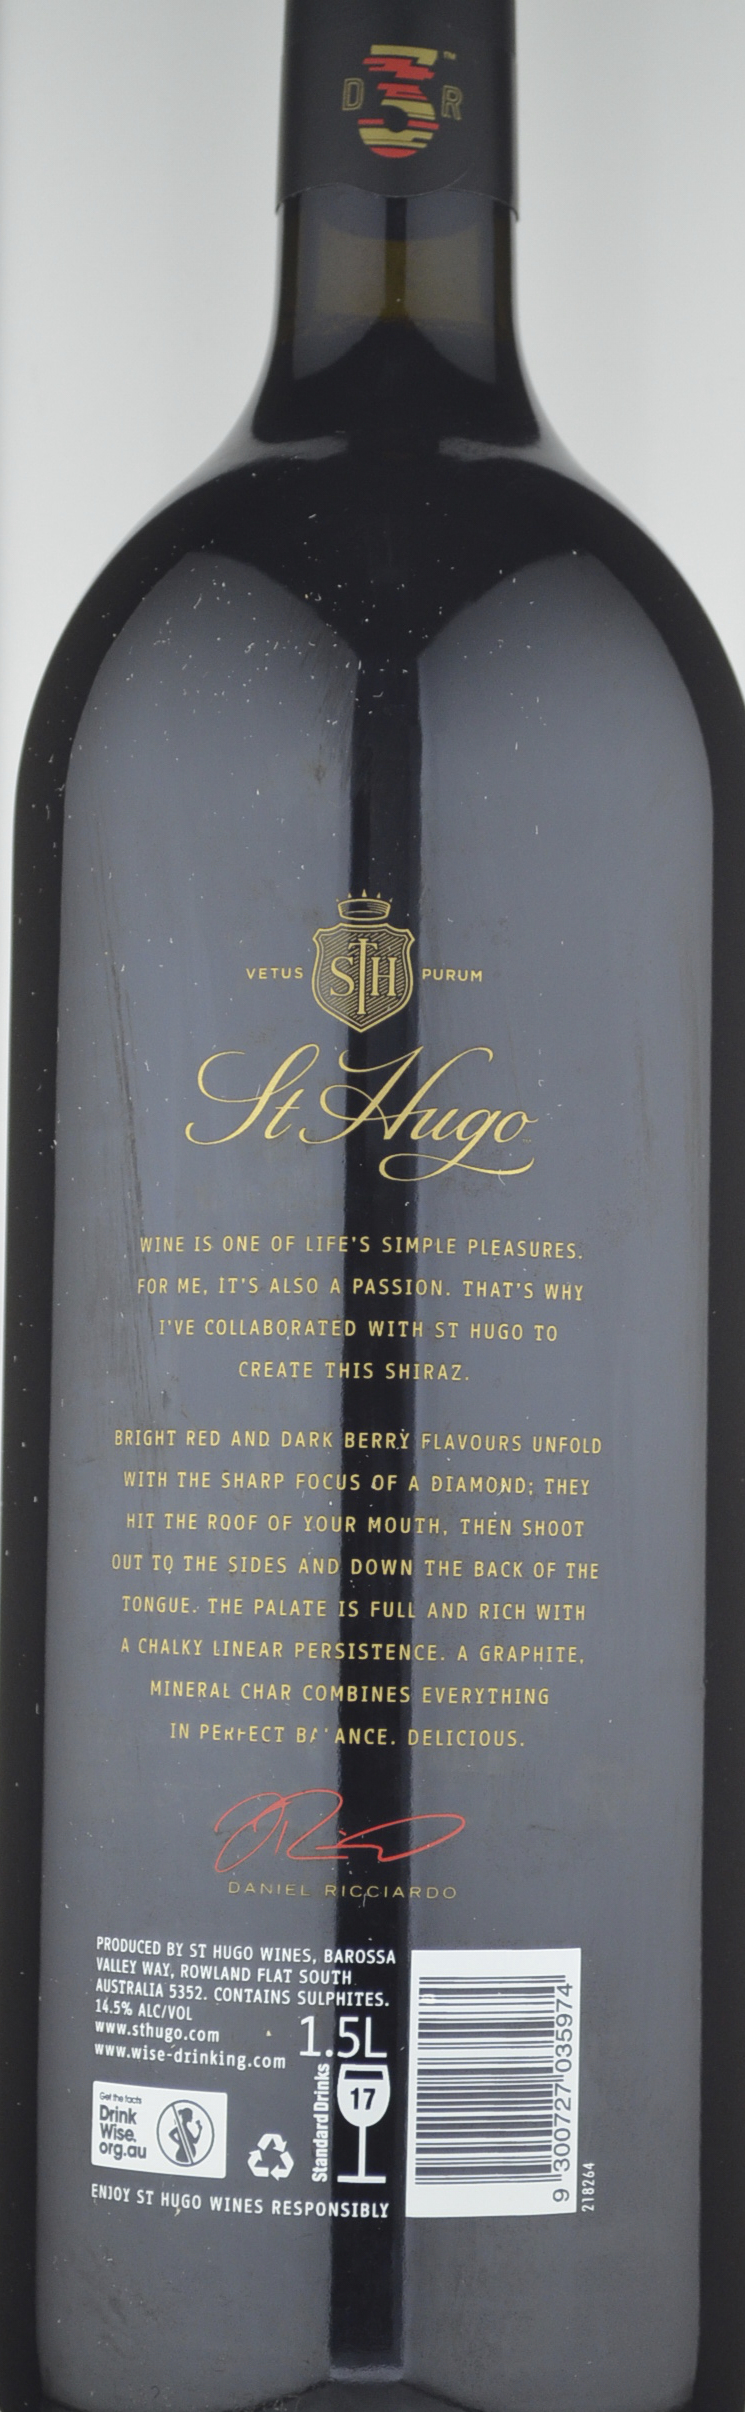 D3R™
VETUS STH PURUM
St Hugo
WINE IS ONE OF LIFE'S SIMPLE PLEASURES.
FOR ME, IT'S ALSO A PASSION. THAT'S WHY
I'VE COLLABORATED WITH ST HUGO TO
CREATE THIS SHIRAZ.
BRIGHT RED AND DARK BERRY FLAVOURS UNFOLD
WITH THE SHARP FOCUS OF A DIAMOND; THEY
HIT THE ROOF OF YOUR MOUTH, THEN SHOOT
OUT TO THE SIDES AND DOWN THE BACK OF THE
TONGUE. THE PALATE IS FULL AND RICH WITH
A CHALKY LINEAR PERSISTENCE. A GRAPHITE,
MINERAL CHAR COMBINES EVERYTHING
IN PERFECT BALANCE. DELICIOUS.
DANIEL RICCIARDO
PRODUCED BY ST HUGO WINES, BAROSSA
VALLEY WAY, ROWLAND FLAT SOUTH
AUSTRALIA 5352. CONTAINS SULPHITES.
14.5% ALC/VOL
www.sthugo.com
www.wise-drinking.com
1.5L
Standard Drinks
17
Get the facts
Drink
Wise.
org.au
ENJOY ST HUGO WINES RESPONSIBLY
9 300727 035974
218264